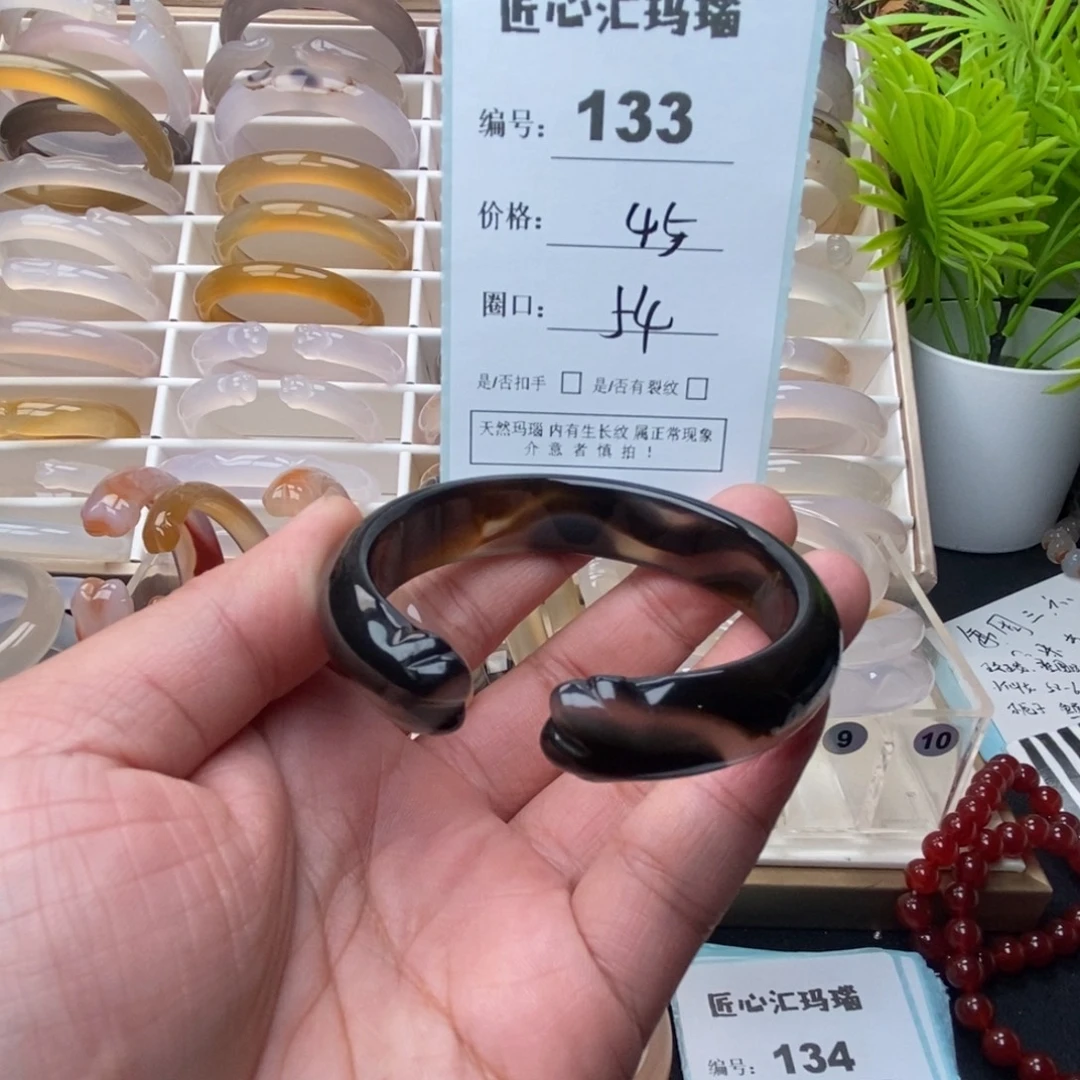 匠心汇玛瑙
编号: 133
价格: 45
圈口: 54
是/否扣手 □ 是/否有裂纹 □
天然玛瑙 内有生长纹 属正常现象
介意者慎拍！
9 10
匠心汇玛瑙
编号: 134